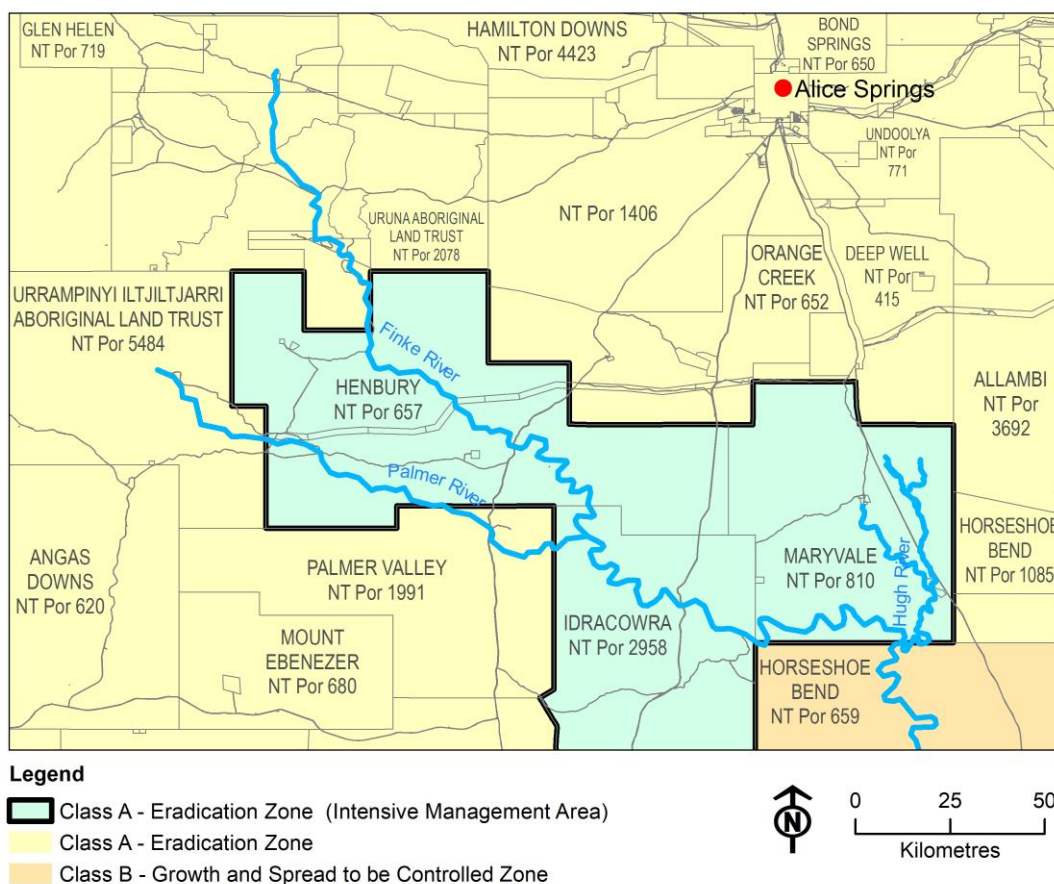 GLEN HELEN
NT Por 719
HAMILTON DOWNS
NT Por 4423
BOND
SPRINGS
NT Por 650
Alice Springs
UNDOOLYA
NT Por
771
NT Por 1406
URUNA ABORIGINAL
LAND TRUST
NT Por 2078
ORANGE
CREEK
NT Por 652
DEEP WELL
NT Por
415
URRAMPINYI ILTJILTJARRI
ABORIGINAL LAND TRUST
NT Por 5484
Finke River
HENBURY
NT Por 657
ALLAMBI
NT Por
3692
Palmer River
ANGAS
DOWNS
NT Por 620
PALMER VALLEY
NT Por 1991
MARYVALE
NT Por 810
Hugh River
HORSESHOE
BEND
NT Por 1085
IDRACOWRA
NT Por 2958
MOUNT
EBENEZER
NT Por 680
HORSESHOE
BEND
NT Por 659
Legend
Class A - Eradication Zone (Intensive Management Area)
Class A - Eradication Zone
Class B - Growth and Spread to be Controlled Zone
N
0 25 50
Kilometres